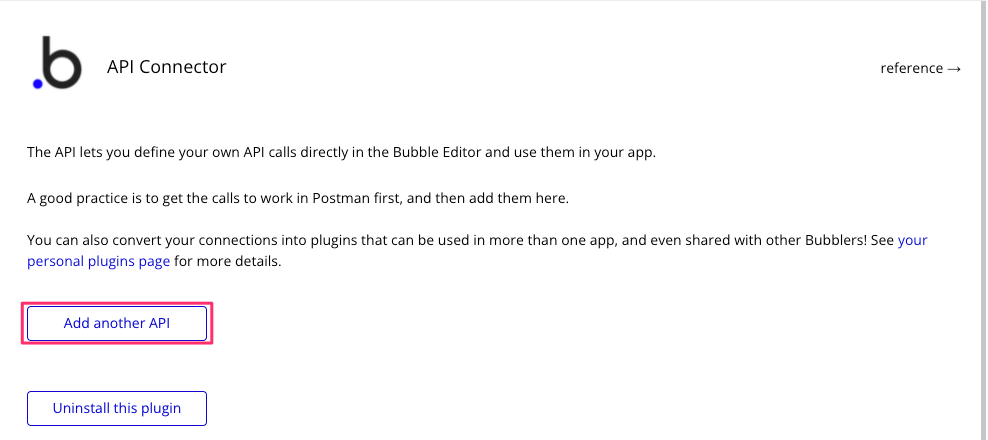 .b
API Connector
reference →
The API lets you define your own API calls directly in the Bubble Editor and use them in your app.
A good practice is to get the calls to work in Postman first, and then add them here.
You can also convert your connections into plugins that can be used in more than one app, and even shared with other Bubblers! See your
personal plugins page for more details.
Add another API
Uninstall this plugin